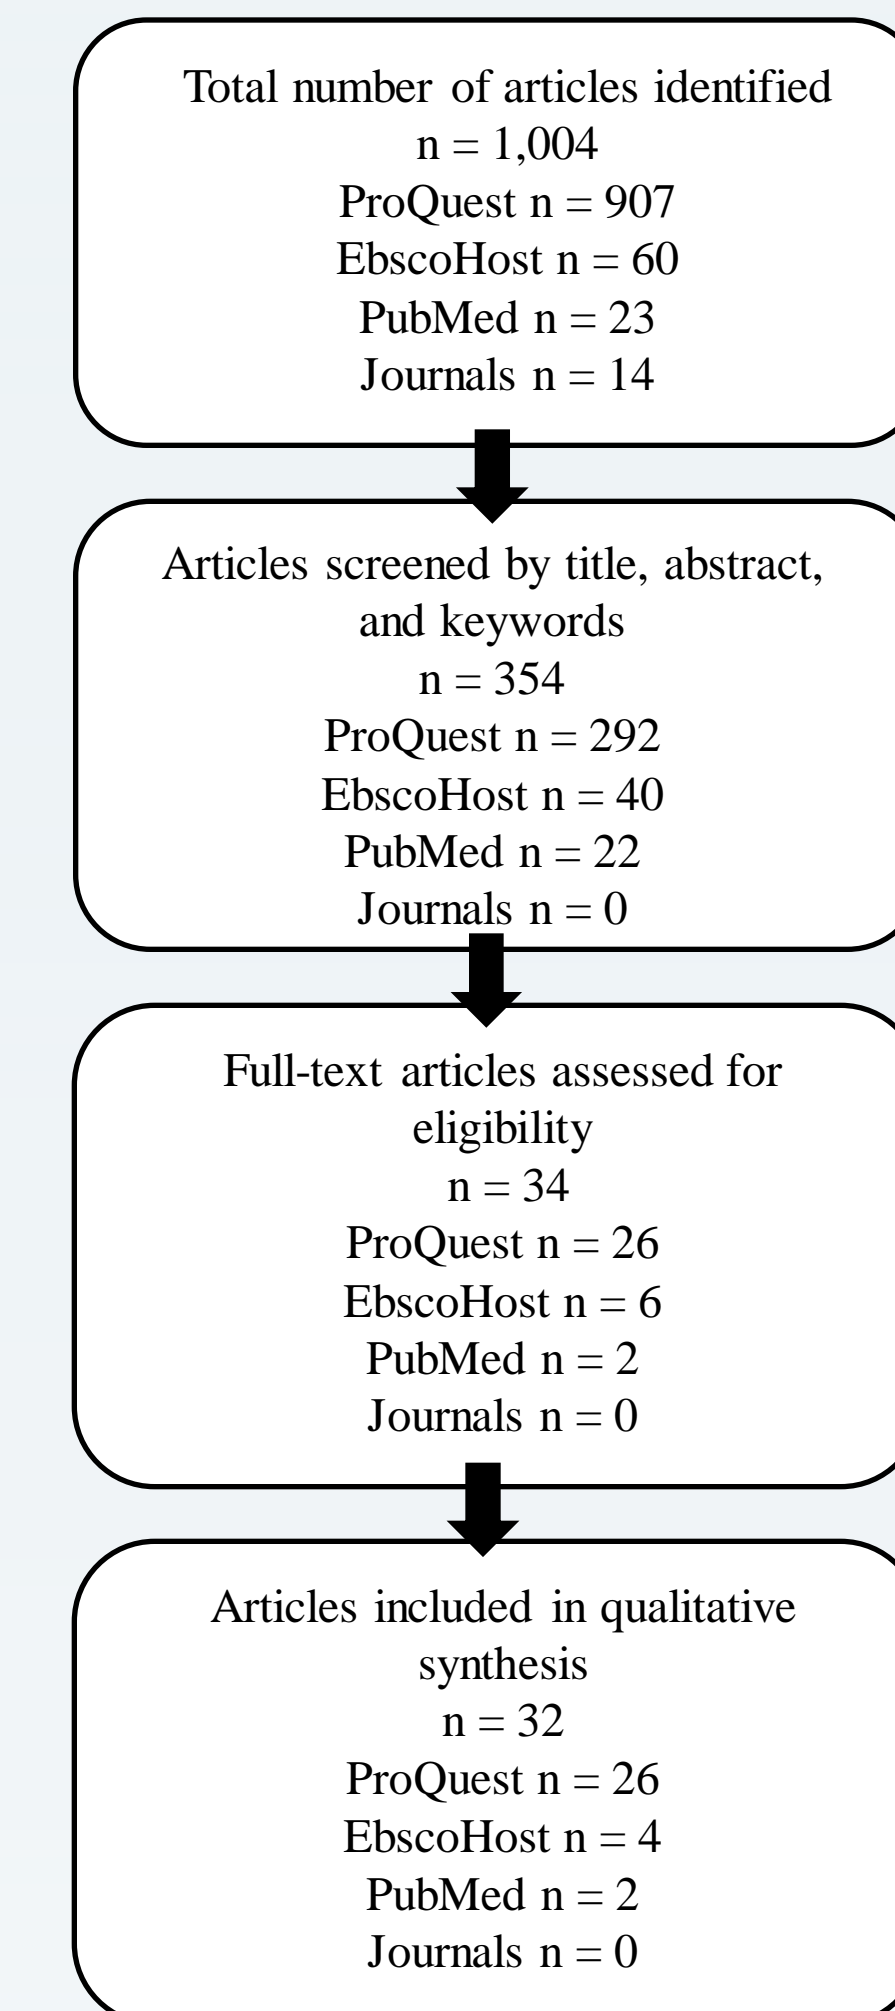 Total number of articles identified
n = 1,004
ProQuest n = 907
EbscoHost n = 60
PubMed n = 23
Journals n = 14
Articles screened by title, abstract,
and keywords
n = 354
ProQuest n = 292
EbscoHost n = 40
PubMed n = 22
Journals n = 0
Full-text articles assessed for
eligibility
n = 34
ProQuest n = 26
EbscoHost n = 6
PubMed n = 2
Journals n = 0
Articles included in qualitative
synthesis
n = 32
ProQuest n = 26
EbscoHost n = 4
PubMed n = 2
Journals n = 0